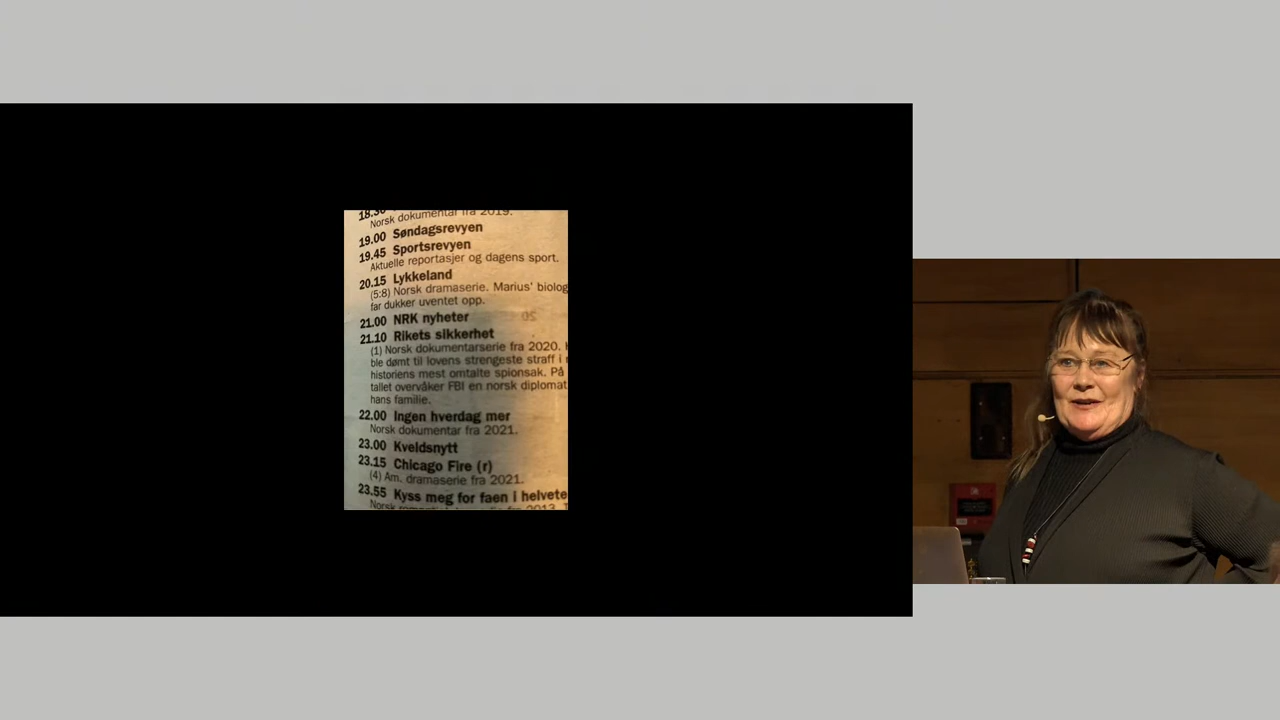 18.30
Norsk dokumentar fra 2019.
19.00 Søndagsrevyen
19.45 Sportsrevyen
Aktuelle reportasjer og dagens sport.
20.15 Lykkeland
(5:8) Norsk dramaserie. Marius' biolog
far dukker uventet opp.
21.00 NRK nyheter
21.10 Rikets sikkerhet
(1) Norsk dokumentarserie fra 2020.
ble dømt til lovens strengeste straff i
historiens mest omtalte spionsak. På
tallet overvåker FBI en norsk diplomat
hans familie.
22.00 Ingen hverdag mer
Norsk dokumentar fra 2021.
23.00 Kveldsnytt
23.15 Chicago Fire (r)
(4) Am. dramaserie fra 2021.
23.55 Kyss meg for faen i helvete